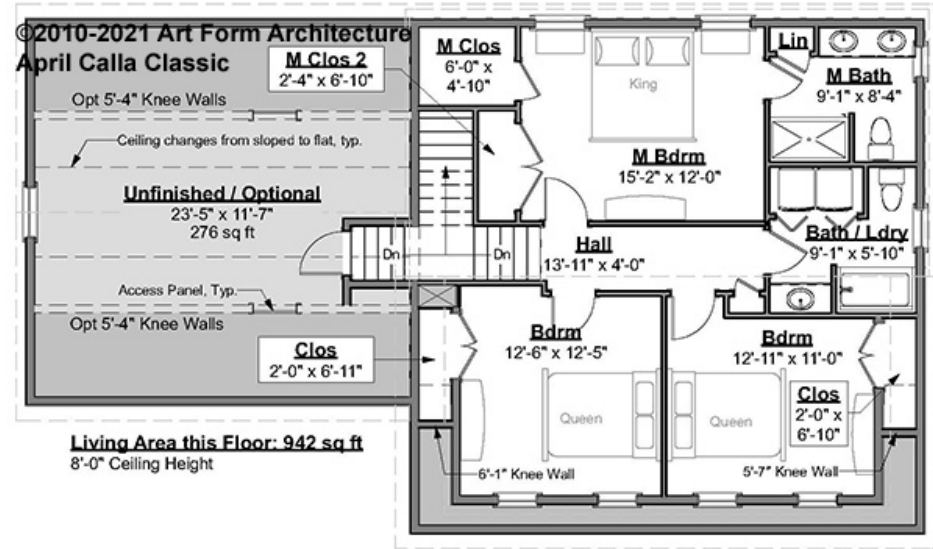 ©2010-2021 Art Form Architecture
April Calla Classic
M Clos 2
2'-4" x 6'-10"
M Clos
6'-0" x
4'-10"
King
Lin
M Bath
9'-1" x 8'-4"
Opt 5'-4" Knee Walls
Ceiling changes from sloped to flat, typ.
M Bdrm
15'-2" x 12'-0"
Unfinished / Optional
23'-5" x 11'-7"
276 sq ft
Bath / Ldry
9'-1" x 5'-10"
Hall
13'-11" x 4'-0"
Dn
Dn
Access Panel, Typ.
Opt 5'-4" Knee Walls
Clos
2'-0" x 6'-11"
Bdrm
12'-6" x 12'-5"
Bdrm
12'-11" x 11'-0"
Clos
2'-0" x
6'-10"
Queen
Queen
Living Area this Floor: 942 sq ft
8'-0" Ceiling Height
6'-1" Knee Wall
5'-7" Knee Wall